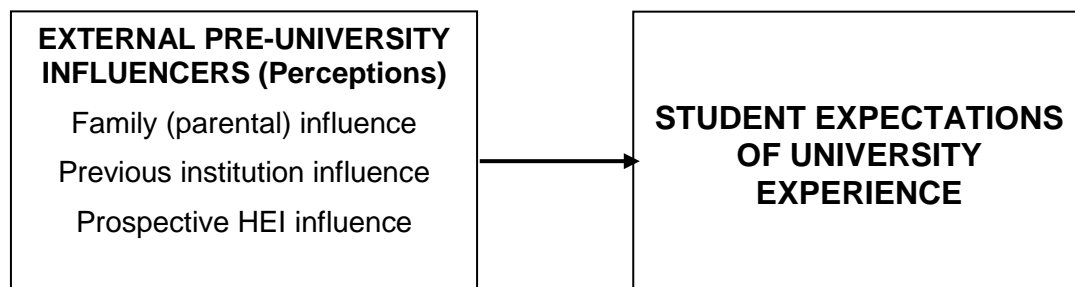 EXTERNAL PRE-UNIVERSITY
INFLUENCERS (Perceptions)
Family (parental) influence
Previous institution influence
Prospective HEI influence
STUDENT EXPECTATIONS
OF UNIVERSITY
EXPERIENCE